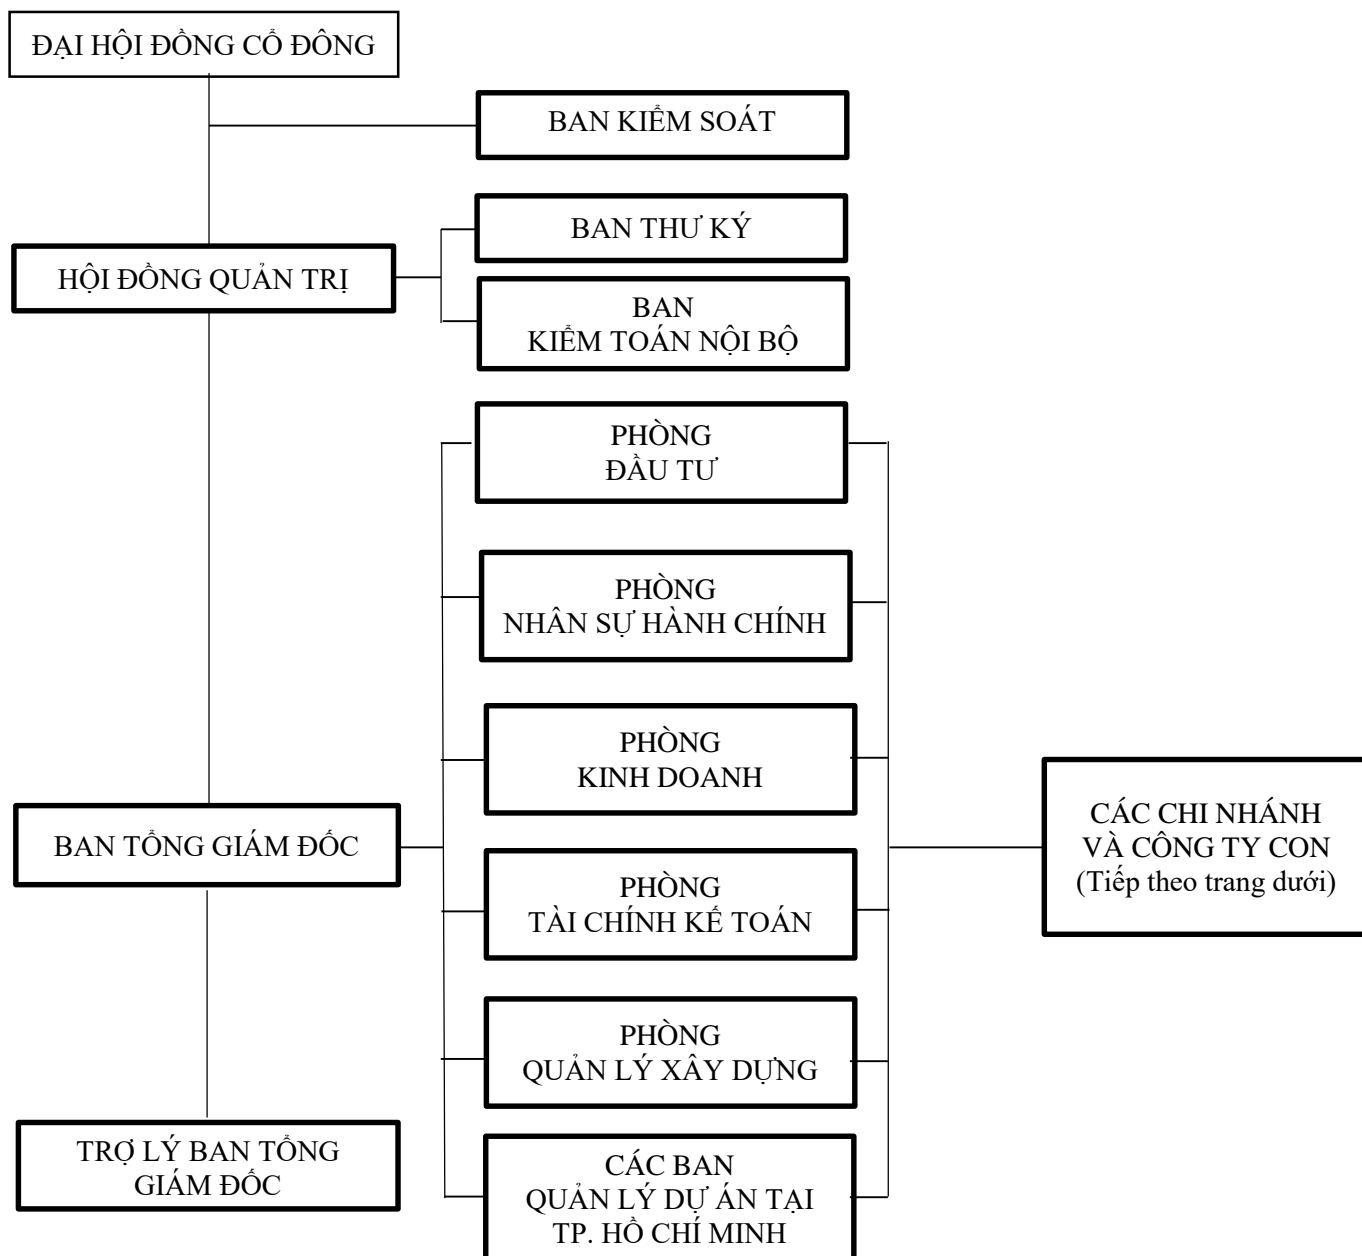 ĐẠI HỘI ĐỒNG CỔ ĐÔNG
BAN KIỂM SOÁT
BAN THƯ KÝ
HỘI ĐỒNG QUẢN TRỊ
BAN
KIỂM TOÁN NỘI BỘ
PHÒNG
ĐẦU TƯ
PHÒNG
NHÂN SỰ HÀNH CHÍNH
PHÒNG
KINH DOANH
BAN TỔNG GIÁM ĐỐC
CÁC CHI NHÁNH
VÀ CÔNG TY CON
(Tiếp theo trang dưới)
PHÒNG
TÀI CHÍNH KẾ TOÁN
PHÒNG
QUẢN LÝ XÂY DỰNG
TRỢ LÝ BAN TỔNG
GIÁM ĐỐC
CÁC BAN
QUẢN LÝ DỰ ÁN TẠI
TP. HỒ CHÍ MINH